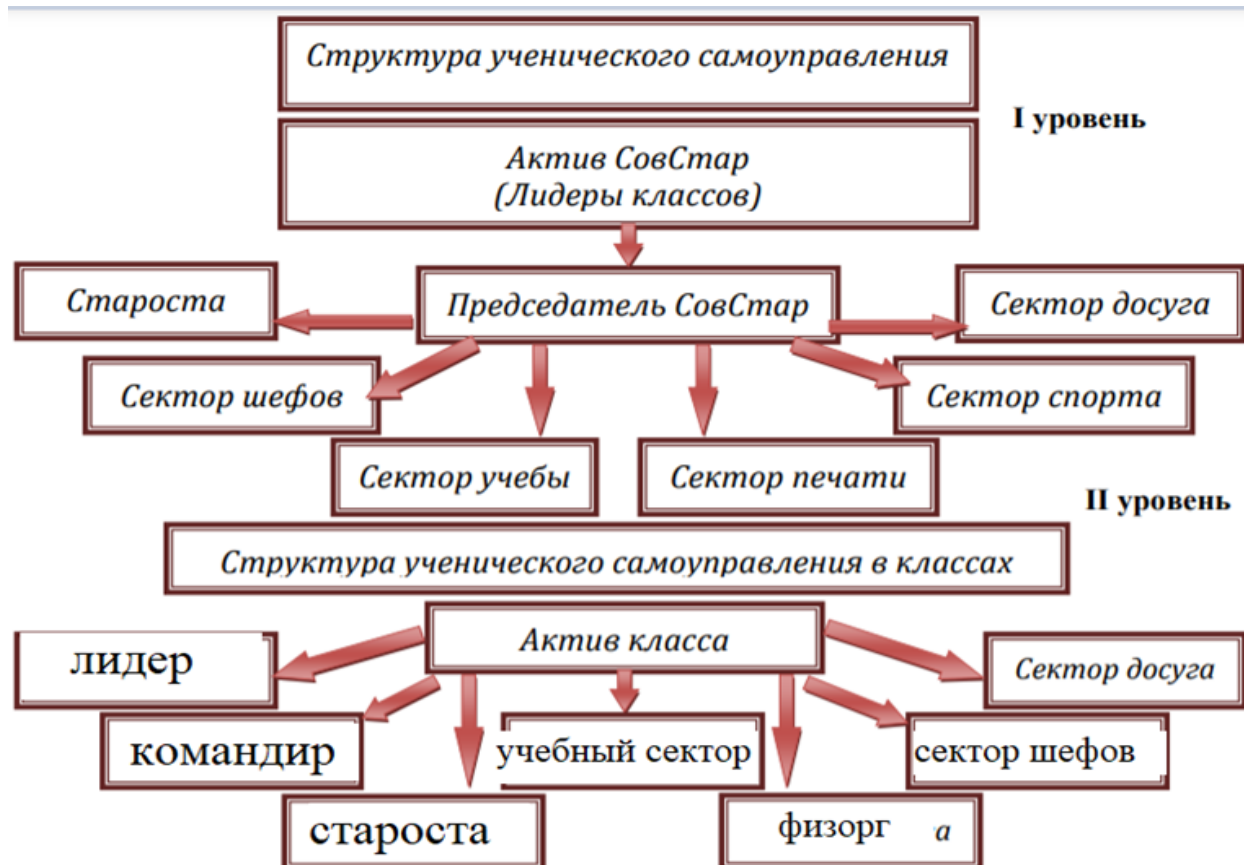 Структура ученического самоуправления
I уровень
Актив СовСтар
(Лидеры классов)
Староста
Председатель СовСтар
Сектор досуга
Сектор шефов
Сектор спорта
Сектор учебы
Сектор печати
II уровень
Структура ученического самоуправления в классах
Актив класса
лидер
Сектор досуга
командир
учебный сектор
сектор шефов
староста
физорг а